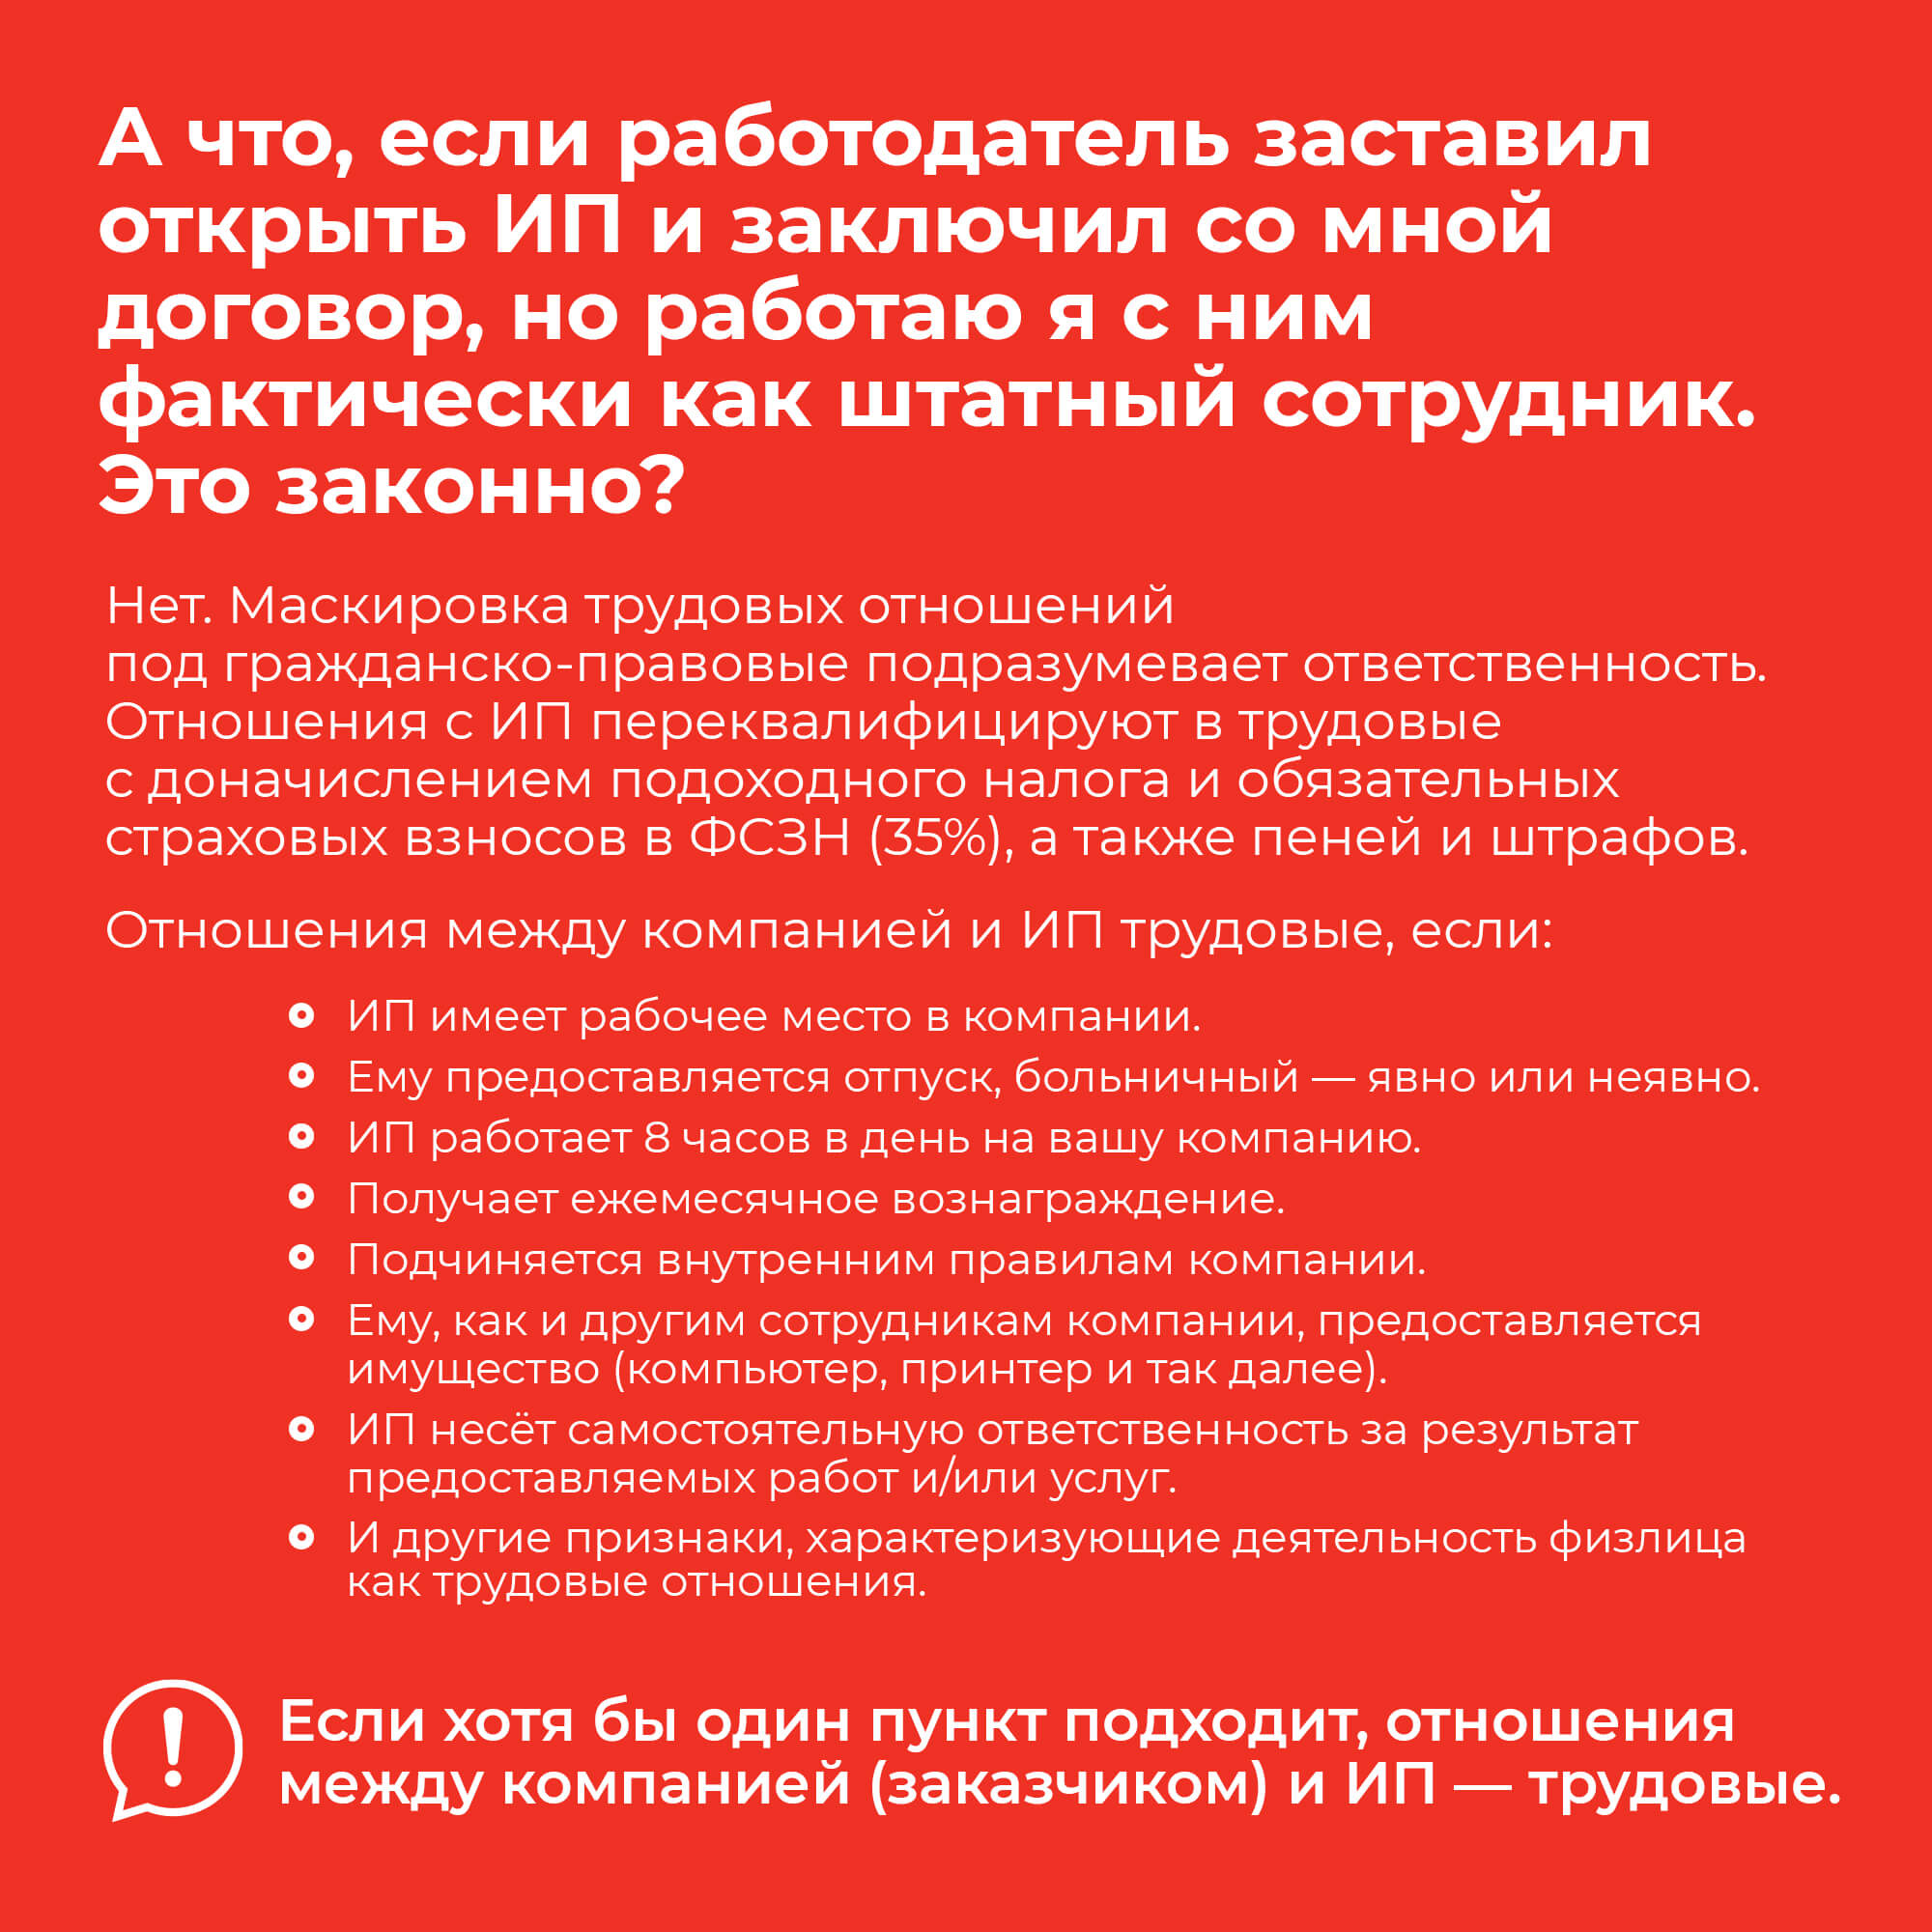 А что, если работодатель заставил
открыть ИП и заключил со мной
договор, но работаю я с ним
фактически как штатный сотрудник.
Это законно?
Нет. Маскировка трудовых отношений
под гражданско-правовые подразумевает ответственность.
Отношения с ИП переквалифицируют в трудовые
с доначислением подоходного налога и обязательных
страховых взносов в ФСЗН (35%), а также пеней и штрафов.
Отношения между компанией и ИП трудовые, если:
ИП имеет рабочее место в компании.
Ему предоставляется отпуск, больничный — явно или неявно.
ИП работает 8 часов в день на вашу компанию.
Получает ежемесячное вознаграждение.
Подчиняется внутренним правилам компании.
Ему, как и другим сотрудникам компании, предоставляется
имущество (компьютер, принтер и так далее).
ИП несёт самостоятельную ответственность за результат
предоставляемых работ и/или услуг.
И другие признаки, характеризующие деятельность физлица
как трудовые отношения.
Если хотя бы один пункт подходит, отношения
между компанией (заказчиком) и ИП — трудовые.